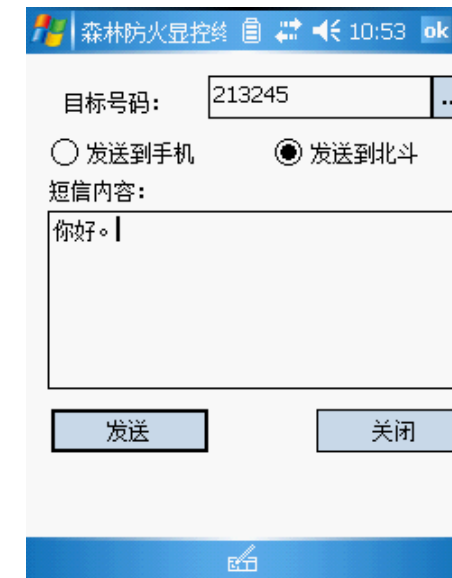 森林防火显控终 10:53 ok
目标号码： 213245 ..
发送到手机 发送到北斗
短信内容：
你好。
发送 关闭